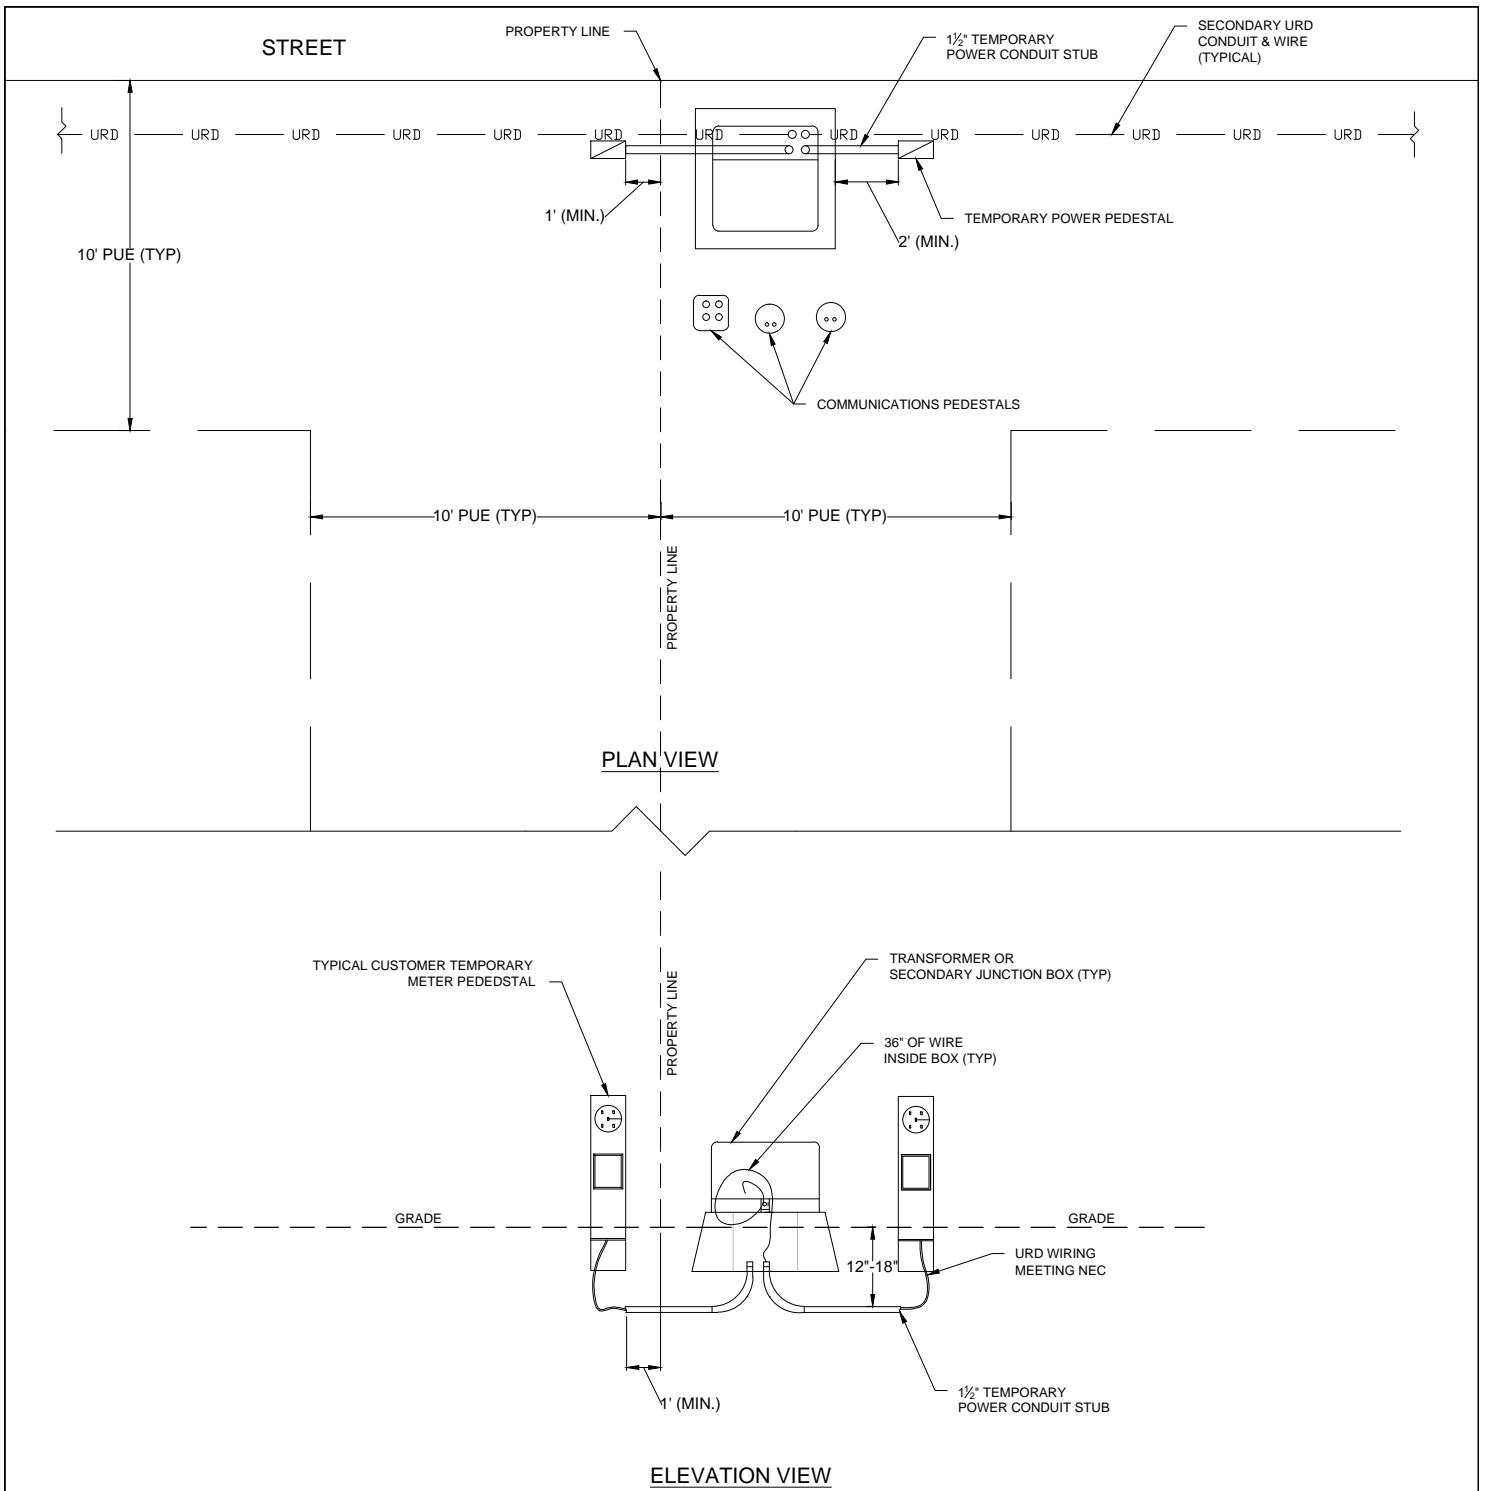 STREET
PROPERTY LINE
1½" TEMPORARY
POWER CONDUIT STUB
SECONDARY URD
CONDUIT & WIRE
(TYPICAL)
URD URD URD URD URD URD URD URD URD URD URD URD URD
1' (MIN.)
TEMPORARY POWER PEDESTAL
2' (MIN.)
10' PUE (TYP)
COMMUNICATIONS PEDESTALS
10' PUE (TYP)
10' PUE (TYP)
PROPERTY LINE
PLAN VIEW
TYPICAL CUSTOMER TEMPORARY
METER PEDEDSTAL
PROPERTY LINE
TRANSFORMER OR
SECONDARY JUNCTION BOX (TYP)
36" OF WIRE
INSIDE BOX (TYP)
GRADE
GRADE
12"-18"
URD WIRING
MEETING NEC
1' (MIN.)
1½" TEMPORARY
POWER CONDUIT STUB
ELEVATION VIEW